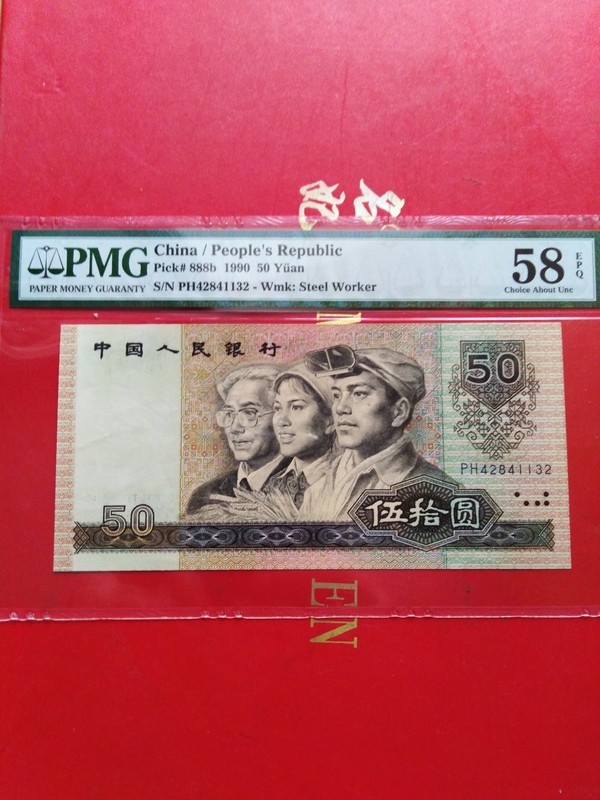 PMG
PAPER MONEY GUARANTY
China / People's Republic
Pick# 888b 1990 50 Yüan
S/N PH42841132 - Wmk: Steel Worker
58
EPQ
Choice About Unc
中国人民银行
50
PH42841132
50
伍拾圆
EN